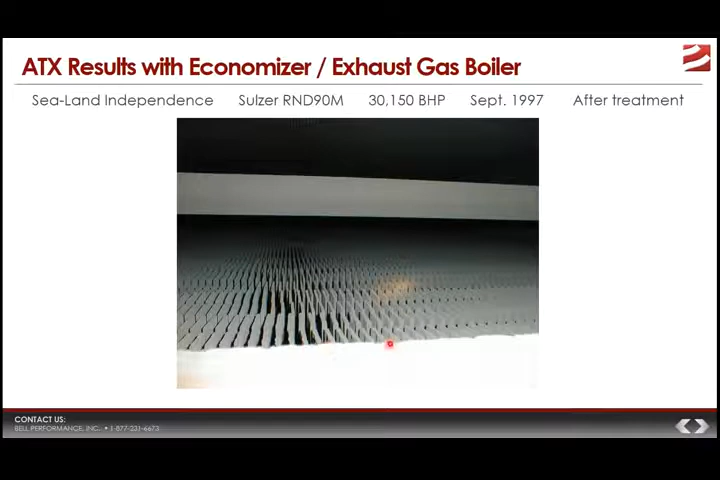 ATX Results with Economizer / Exhaust Gas Boiler
Sea-Land Independence Sulzer RND90M 30,150 BHP Sept. 1997 After treatment
CONTACT US:
BELL PERFORMANCE, INC. • 1-877-231-6673